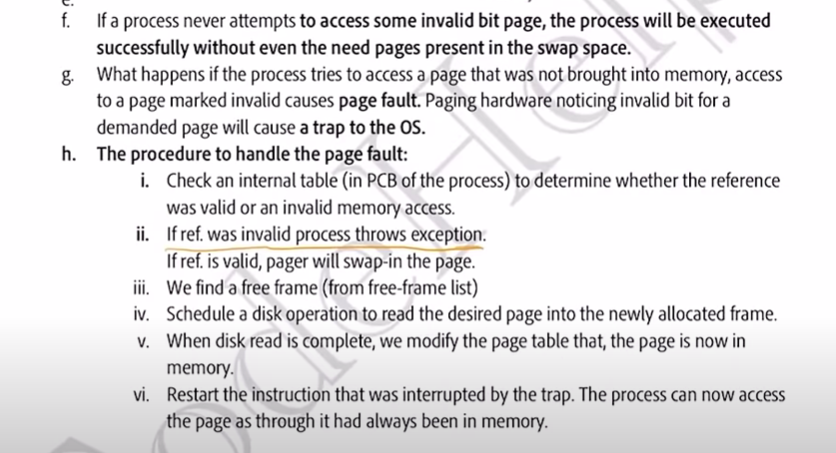 f. If a process never attempts to access some invalid bit page, the process will be executed
successfully without even the need pages present in the swap space.
g. What happens if the process tries to access a page that was not brought into memory, access
to a page marked invalid causes page fault. Paging hardware noticing invalid bit for a
demanded page will cause a trap to the OS.
h. The procedure to handle the page fault:
i. Check an internal table (in PCB of the process) to determine whether the reference
was valid or an invalid memory access.
ii. If ref. was invalid process throws exception.
If ref. is valid, pager will swap-in the page.
iii. We find a free frame (from free-frame list)
iv. Schedule a disk operation to read the desired page into the newly allocated frame.
v. When disk read is complete, we modify the page table that, the page is now in
memory.
vi. Restart the instruction that was interrupted by the trap. The process can now access
the page as through it had always been in memory.